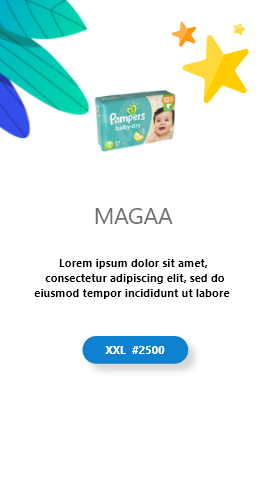 Pampers
baby-dry
37
MAGAA
Lorem ipsum dolor sit amet,
consectetur adipiscing elit, sed do
eiusmod tempor incididunt ut labore
XXL #2500